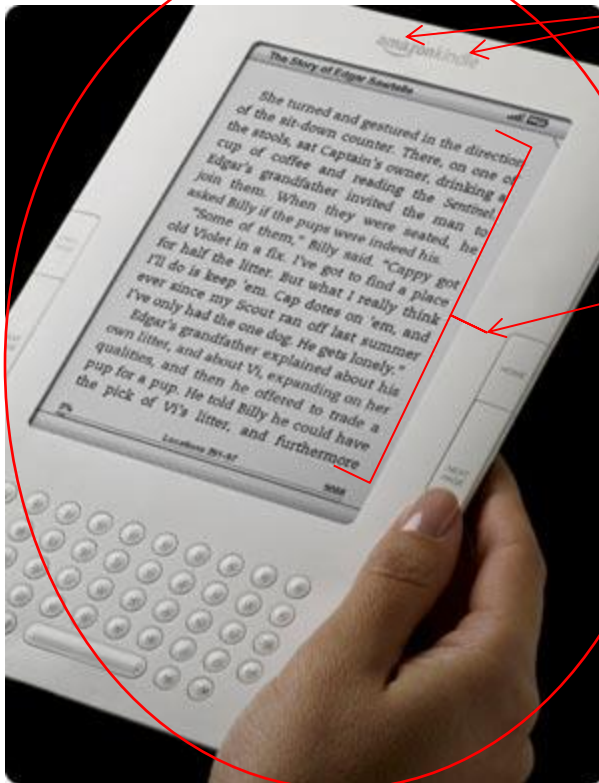 amazonkindle
The Story of Edgar Sawtelle
She turned and gestured in the direction
of the sit-down counter. There, on one of
the stools, sat Captain's owner, drinking a
cup of coffee and reading the Sentinel.
Edgar's grandfather invited the man to
join them. When they were seated, he
asked Billy if the pups were indeed his.
"Some of them," Billy said. "Cappy got
old Violet in a fix. I've got to find a place
for half the litter. But what I really think
I'll do is keep 'em. Cap dotes on 'em, and
ever since my Scout ran off last summer
I've only had the one dog. He gets lonely."
Edgar's grandfather explained about his
own litter, and about Vi, expanding on her
qualities, and then he offered to trade a
pup for a pup. He told Billy he could have
the pick of Vi's litter, and furthermore
Locations 791-97
HOME
NEXT
PAGE